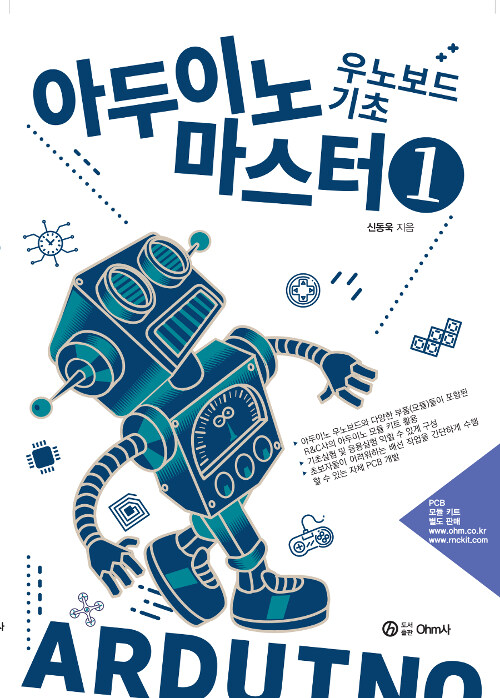 아두이노
우노보드
기초
마스터 1
신동욱 지음
▶ 아두이노 우노보드와 다양한 부품(모듈)들이 포함된
R&C사의 아두이노 모듈 키트 활용
▶ 기초실험 및 응용실험 익힐 수 있게 구성
▶ 초보자들이 어려워하는 배선 작업을 간단하게 수행
할 수 있는 자체 PCB 개발
PCB
모듈 키트
별도 판매
www.ohm.co.kr
www.rnckit.com
도서
출판 Ohm사
ARDUINO